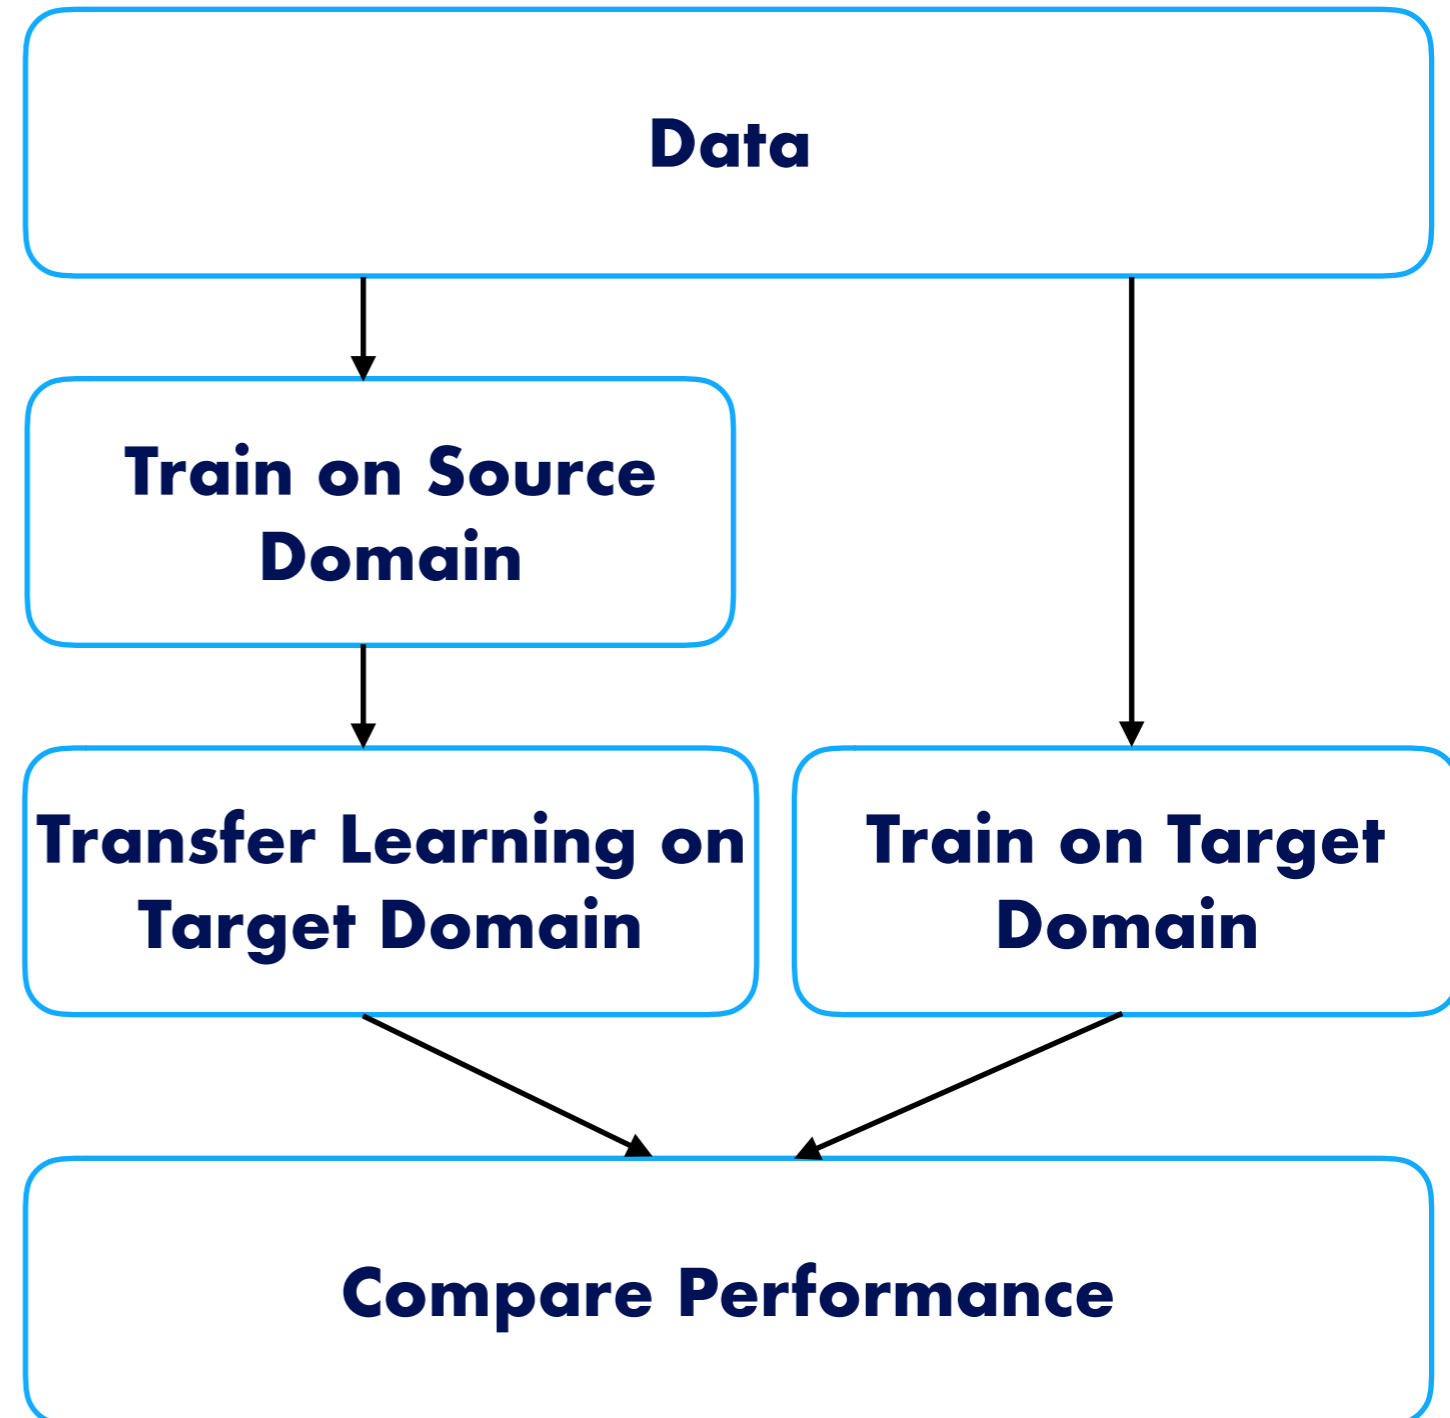 Data
Train on Source
Domain
Transfer Learning on
Target Domain
Train on Target
Domain
Compare Performance